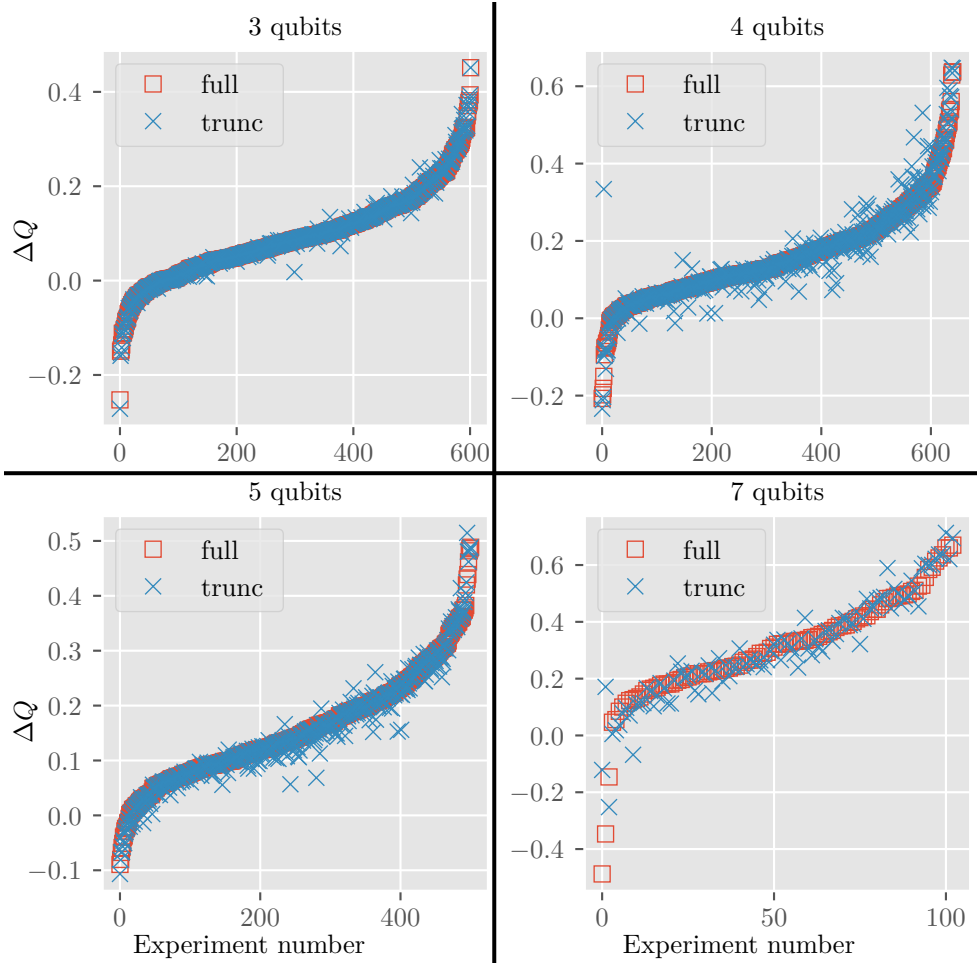 3 qubits
0.4
0.2
0.0
−0.2
ΔQ
full
trunc
0 200 400 600
4 qubits
0.6
0.4
0.2
0.0
−0.2
full
trunc
0 200 400 600
5 qubits
0.5
0.4
0.3
0.2
0.1
0.0
−0.1
ΔQ
full
trunc
0 200 400
Experiment number
7 qubits
0.6
0.4
0.2
0.0
−0.2
−0.4
full
trunc
0 50 100
Experiment number